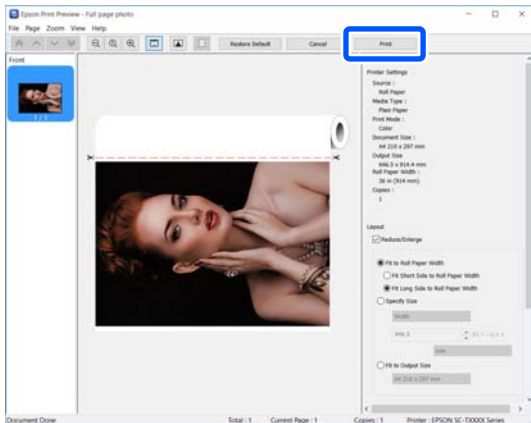 Epson Print Preview - Full page photo
File Page Zoom View Help
Restore Default Cancel Print
Front
1 / 1
Printer Settings
Source :
Roll Paper
Media Type :
Plain Paper
Print Mode :
Color
Document Size :
A4 210 x 297 mm
Output Size
646.5 x 914.4 mm
Roll Paper Width :
36 in (914 mm)
Copies :
1
Layout
Reduce/Enlarge
Fit to Roll Paper Width
Fit Short Side to Roll Paper Width
Fit Long Side to Roll Paper Width
Specify Size
Width
646.5
mm
Fit to Output Size
A4 210 x 297 mm
Document Done Total : 1 Current Page : 1 Copies : 1 Printer : EPSON SC-TXXXX Series